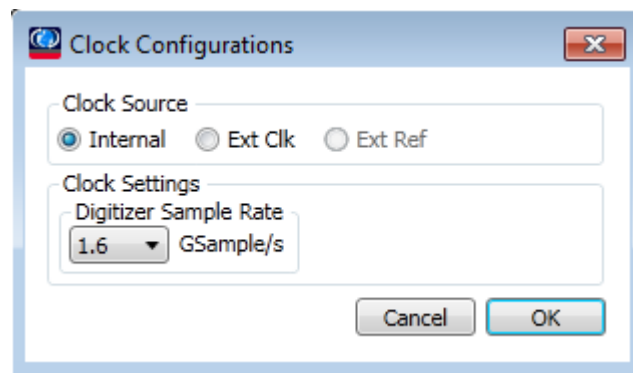 Clock Configurations
Clock Source
Internal Ext Clk Ext Ref
Clock Settings
Digitizer Sample Rate
1.6 GSample/s
Cancel OK